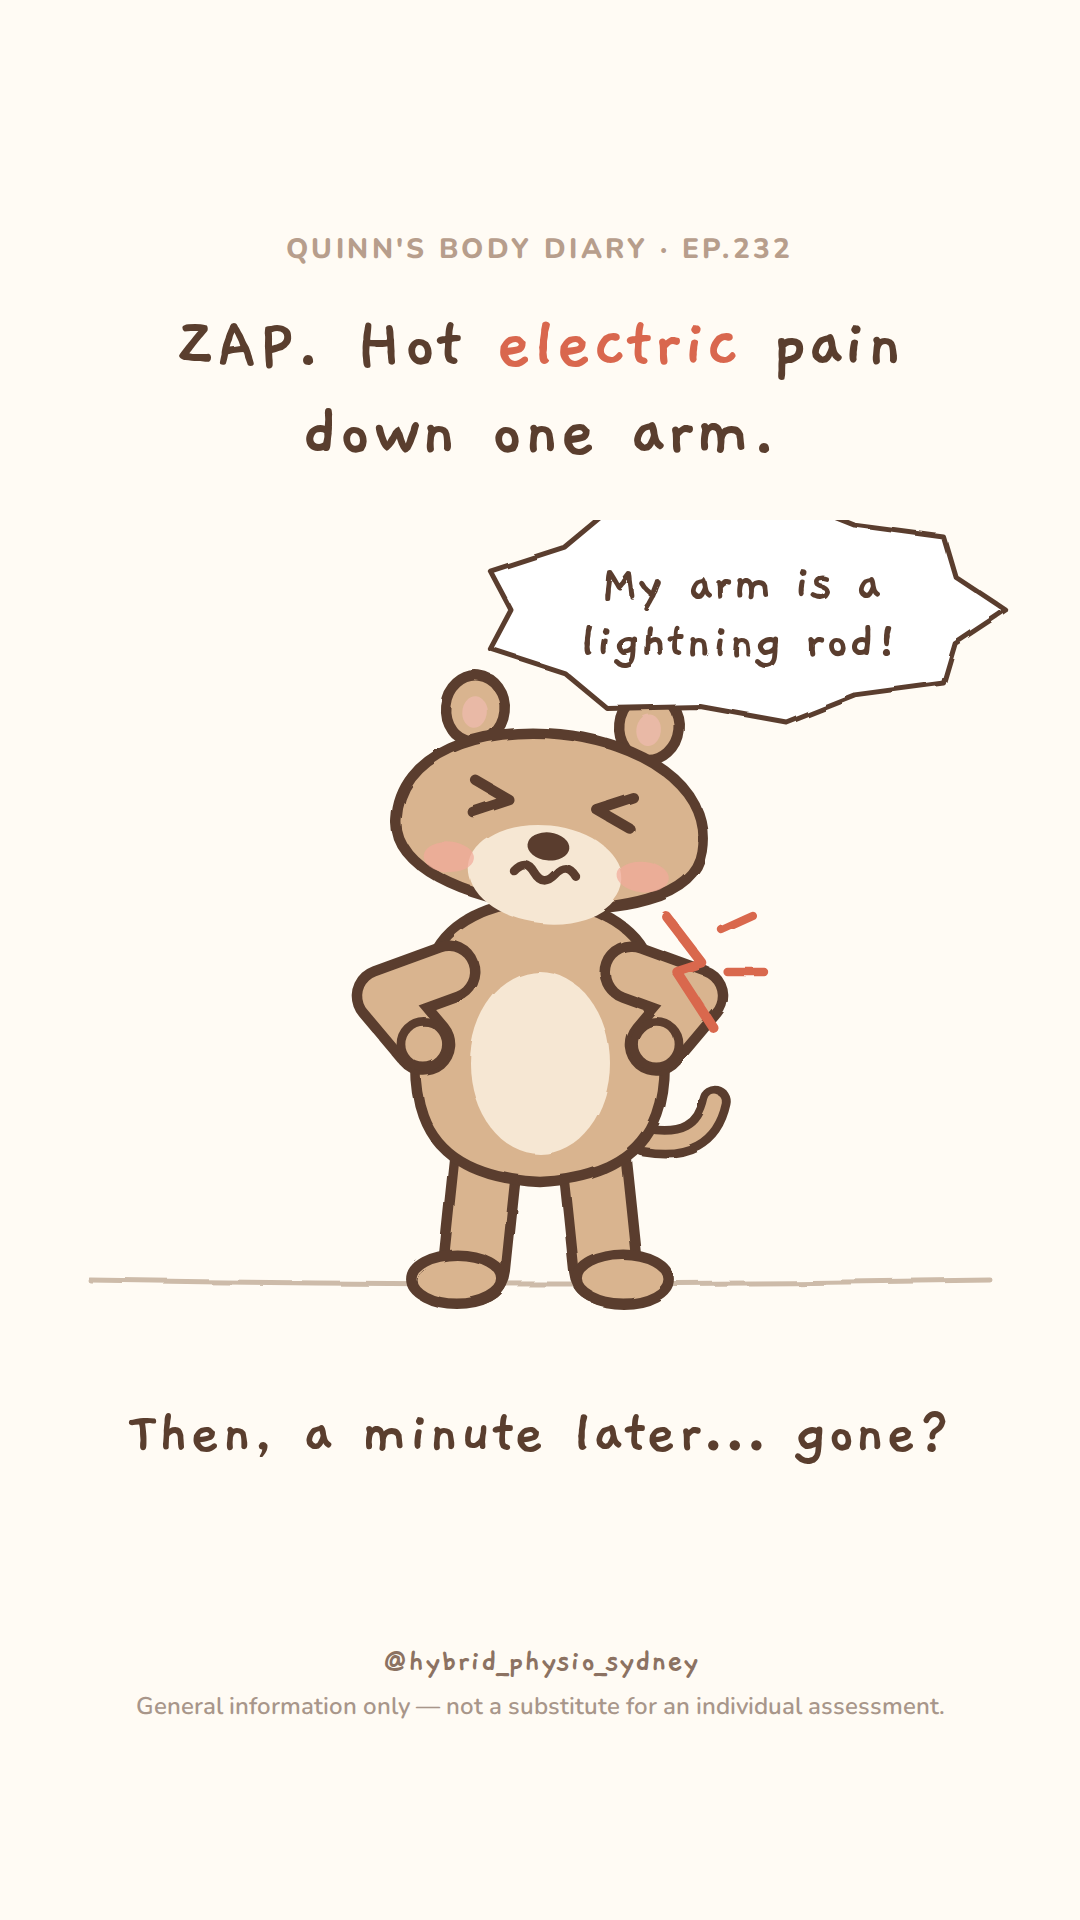 QUINN'S BODY DIARY · EP.232
ZAP. Hot electric pain
down one arm.
My arm is a
lightning rod!
Then, a minute later... gone?
@hybrid_physio_sydney
General information only — not a substitute for an individual assessment.